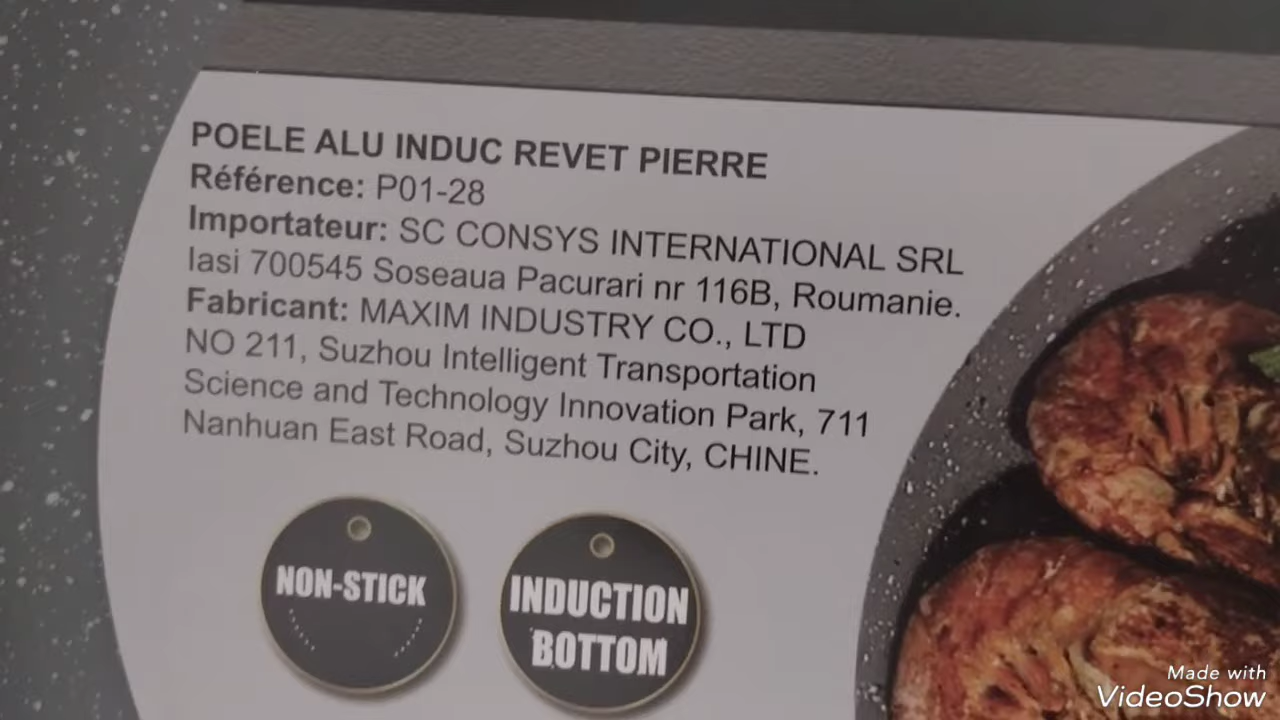 POELE ALU INDUC REVET PIERRE
Référence: P01-28
Importateur: SC CONSYS INTERNATIONAL SRL
Iasi 700545 Soseaua Pacurari nr 116B, Roumanie.
Fabricant: MAXIM INDUSTRY CO., LTD
NO 211, Suzhou Intelligent Transportation
Science and Technology Innovation Park, 711
Nanhuan East Road, Suzhou City, CHINE.
NON-STICK
INDUCTION
BOTTOM
Made with
VideoShow